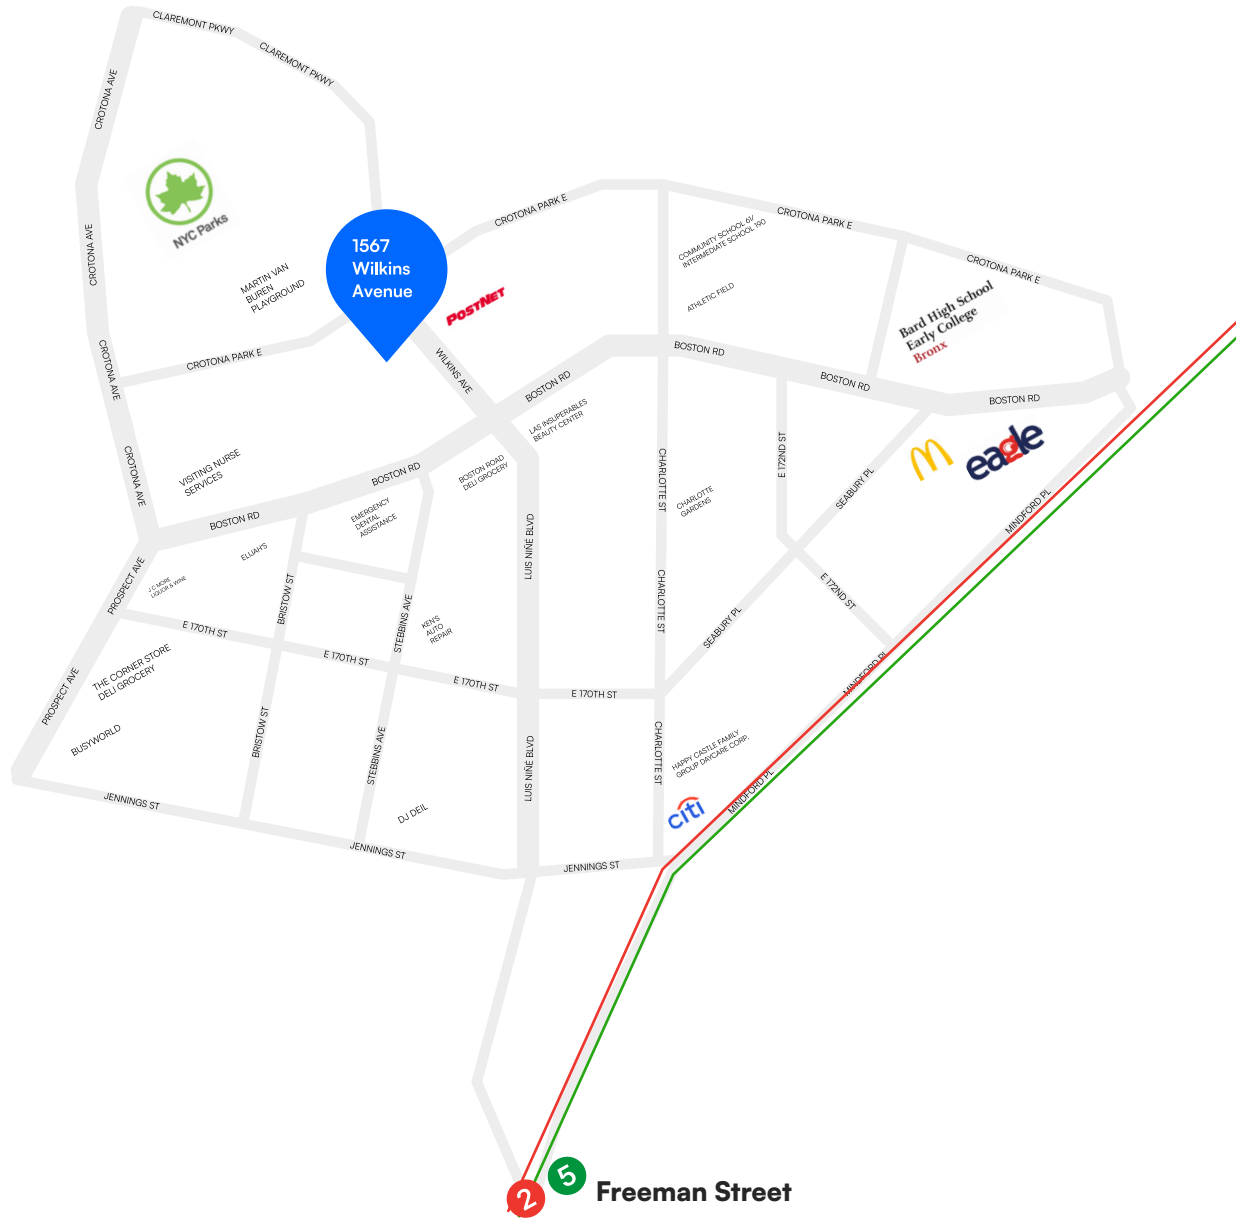 CLAREMONT PKWY
CLAREMONT PKWY
CROTONA AVE
NYC Parks
CROTONA AVE
MARTIN VAN
BUREN
PLAYGROUND
1567
Wilkins
Avenue
CROTONA PARK E
POSTNET
COMMUNITY SCHOOL 61/
INTERMEDIATE SCHOOL 190
ATHLETIC FIELD
CROTONA PARK E
CROTONA PARK E
Bard High School
Early College
Bronx
CROTONA AVE
CROTONA PARK E
WILKINS AVE
BOSTON RD
BOSTON RD
BOSTON RD
BOSTON RD
LAS INSUPERABLES
BEAUTY CENTER
CROTONA AVE
VISITING NURSE
SERVICES
BOSTON RD
BOSTON ROAD
DELI GROCERY
CHARLOTTE ST
CHARLOTTE
GARDENS
E 172ND ST
SEABURY PL
eagle
MINDFORD PL
BOSTON RD
EMERGENCY
DENTAL
ASSISTANCE
ELIJAH'S
J C MORE
LIQUOR & WINE
PROSPECT AVE
BRISTOW ST
STEBBINS AVE
LUIS NIÑE BLVD
KEN'S
AUTO
REPAIR
CHARLOTTE ST
SEABURY PL
E 172ND ST
E 170TH ST
E 170TH ST
E 170TH ST
E 170TH ST
MINDFORD PL
THE CORNER STORE
DELI GROCERY
PROSPECT AVE
BUSYWORLD
BRISTOW ST
STEBBINS AVE
LUIS NIÑE BLVD
CHARLOTTE ST
HAPPY CASTLE FAMILY
GROUP DAYCARE CORP.
MINDFORD PL
citi
JENNINGS ST
DJ DEIL
JENNINGS ST
JENNINGS ST
5
2
Freeman Street